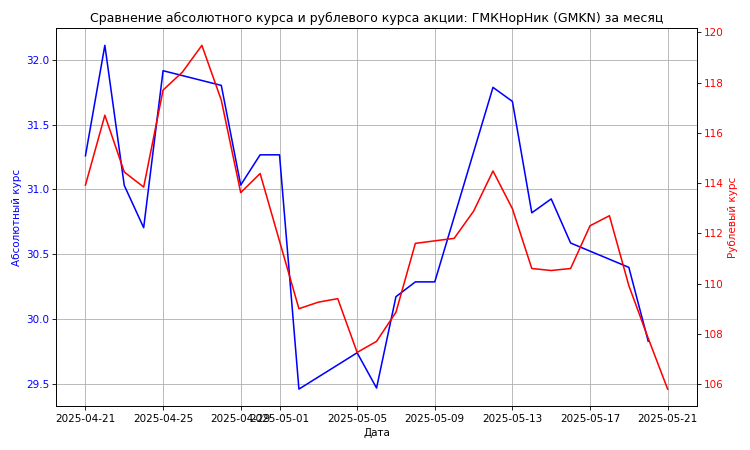 Сравнение абсолютного курса и рублевого курса акции: ГМКНорНик (GMKN) за месяц
Абсолютный курс
32.0
31.5
31.0
30.5
30.0
29.5
120
118
116
114
112
110
108
106
Рублевый курс
2025-04-21 2025-04-25 2025-04-29 2025-05-01 2025-05-05 2025-05-09 2025-05-13 2025-05-17 2025-05-21
Дата